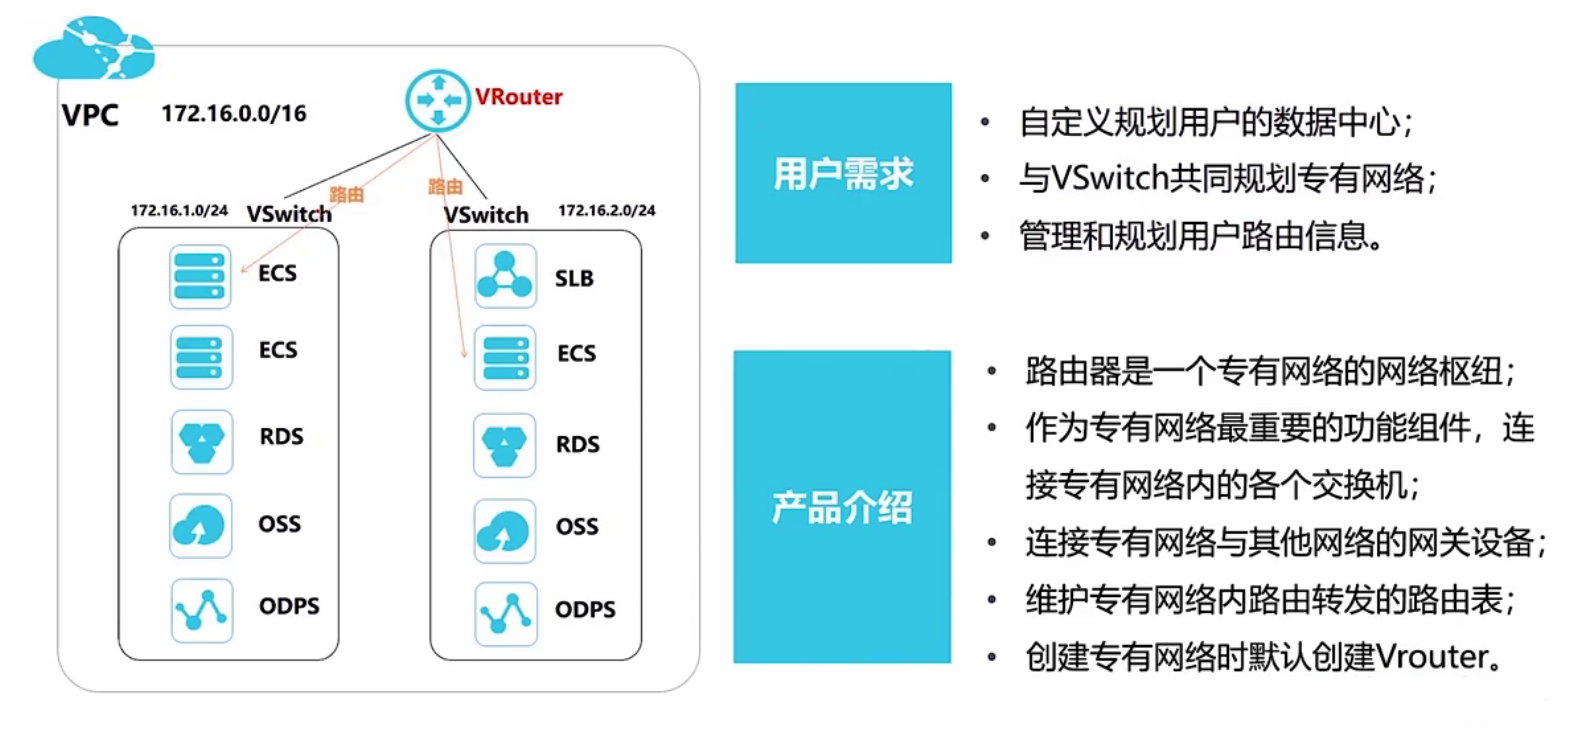 VPC 172.16.0.0/16
VRouter
路由
路由
172.16.1.0/24 VSwitch
VSwitch 172.16.2.0/24
ECS
ECS
RDS
OSS
ODPS
SLB
ECS
RDS
OSS
ODPS
用户需求
• 自定义规划用户的数据中心；
• 与VSwitch共同规划专有网络；
• 管理和规划用户路由信息。
产品介绍
• 路由器是一个专有网络的网络枢纽；
• 作为专有网络最重要的功能组件，连
接专有网络内的各个交换机；
• 连接专有网络与其他网络的网关设备；
• 维护专有网络内路由转发的路由表；
• 创建专有网络时默认创建Vrouter。